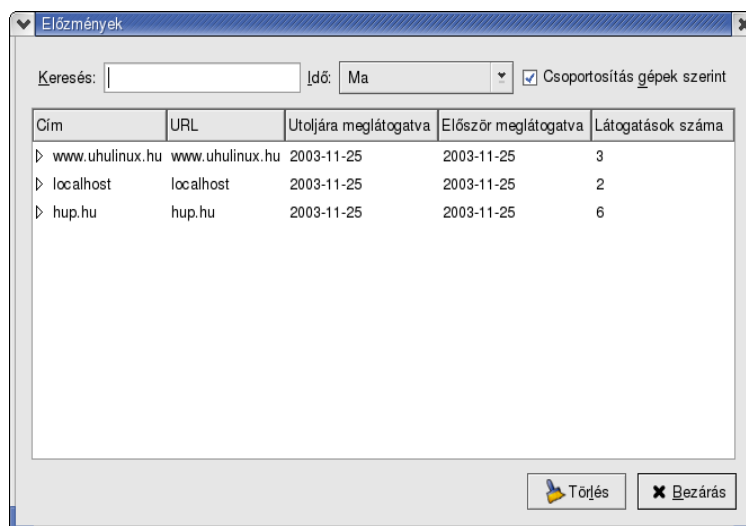 Előzmények
Keresés: Idő: Ma Csoportosítás gépek szerint
Cím URL Utoljára meglátogatva Először meglátogatva Látogatások száma
www.uhulinux.hu www.uhulinux.hu 2003-11-25 2003-11-25 3
localhost localhost 2003-11-25 2003-11-25 2
hup.hu hup.hu 2003-11-25 2003-11-25 6
Törlés Bezárás